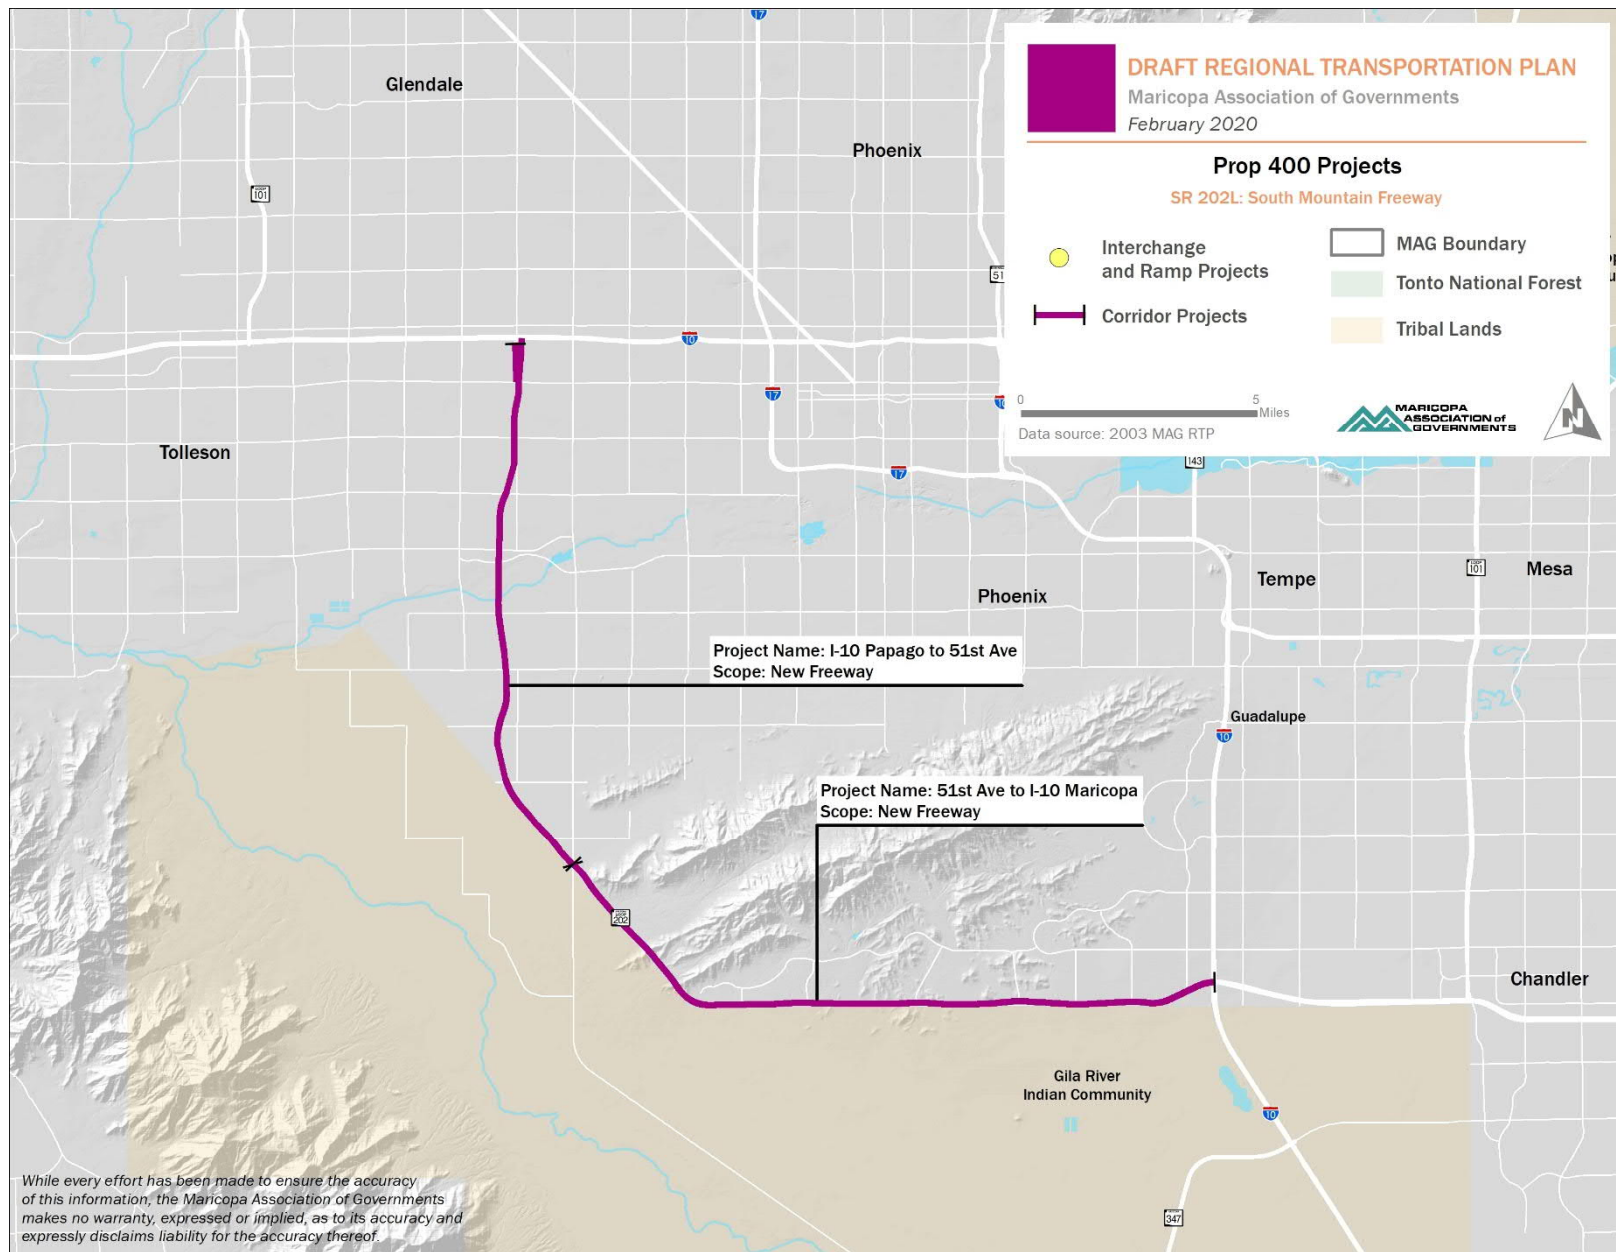 DRAFT REGIONAL TRANSPORTATION PLAN
Maricopa Association of Governments
February 2020
Prop 400 Projects
SR 202L: South Mountain Freeway
Interchange
and Ramp Projects
Corridor Projects
MAG Boundary
Tonto National Forest
Tribal Lands
0 5
Miles
Data source: 2003 MAG RTP
MARICOPA
ASSOCIATION of
GOVERNMENTS
N
17
Glendale
Phoenix
LOOP
101
51
10
17
10
Tolleson
17
143
Phoenix
Tempe
LOOP
101
Mesa
Project Name: I-10 Papago to 51st Ave
Scope: New Freeway
Guadalupe
10
Project Name: 51st Ave to I-10 Maricopa
Scope: New Freeway
202
Chandler
Gila River
Indian Community
10
347
While every effort has been made to ensure the accuracy
of this information, the Maricopa Association of Governments
makes no warranty, expressed or implied, as to its accuracy and
expressly disclaims liability for the accuracy thereof.